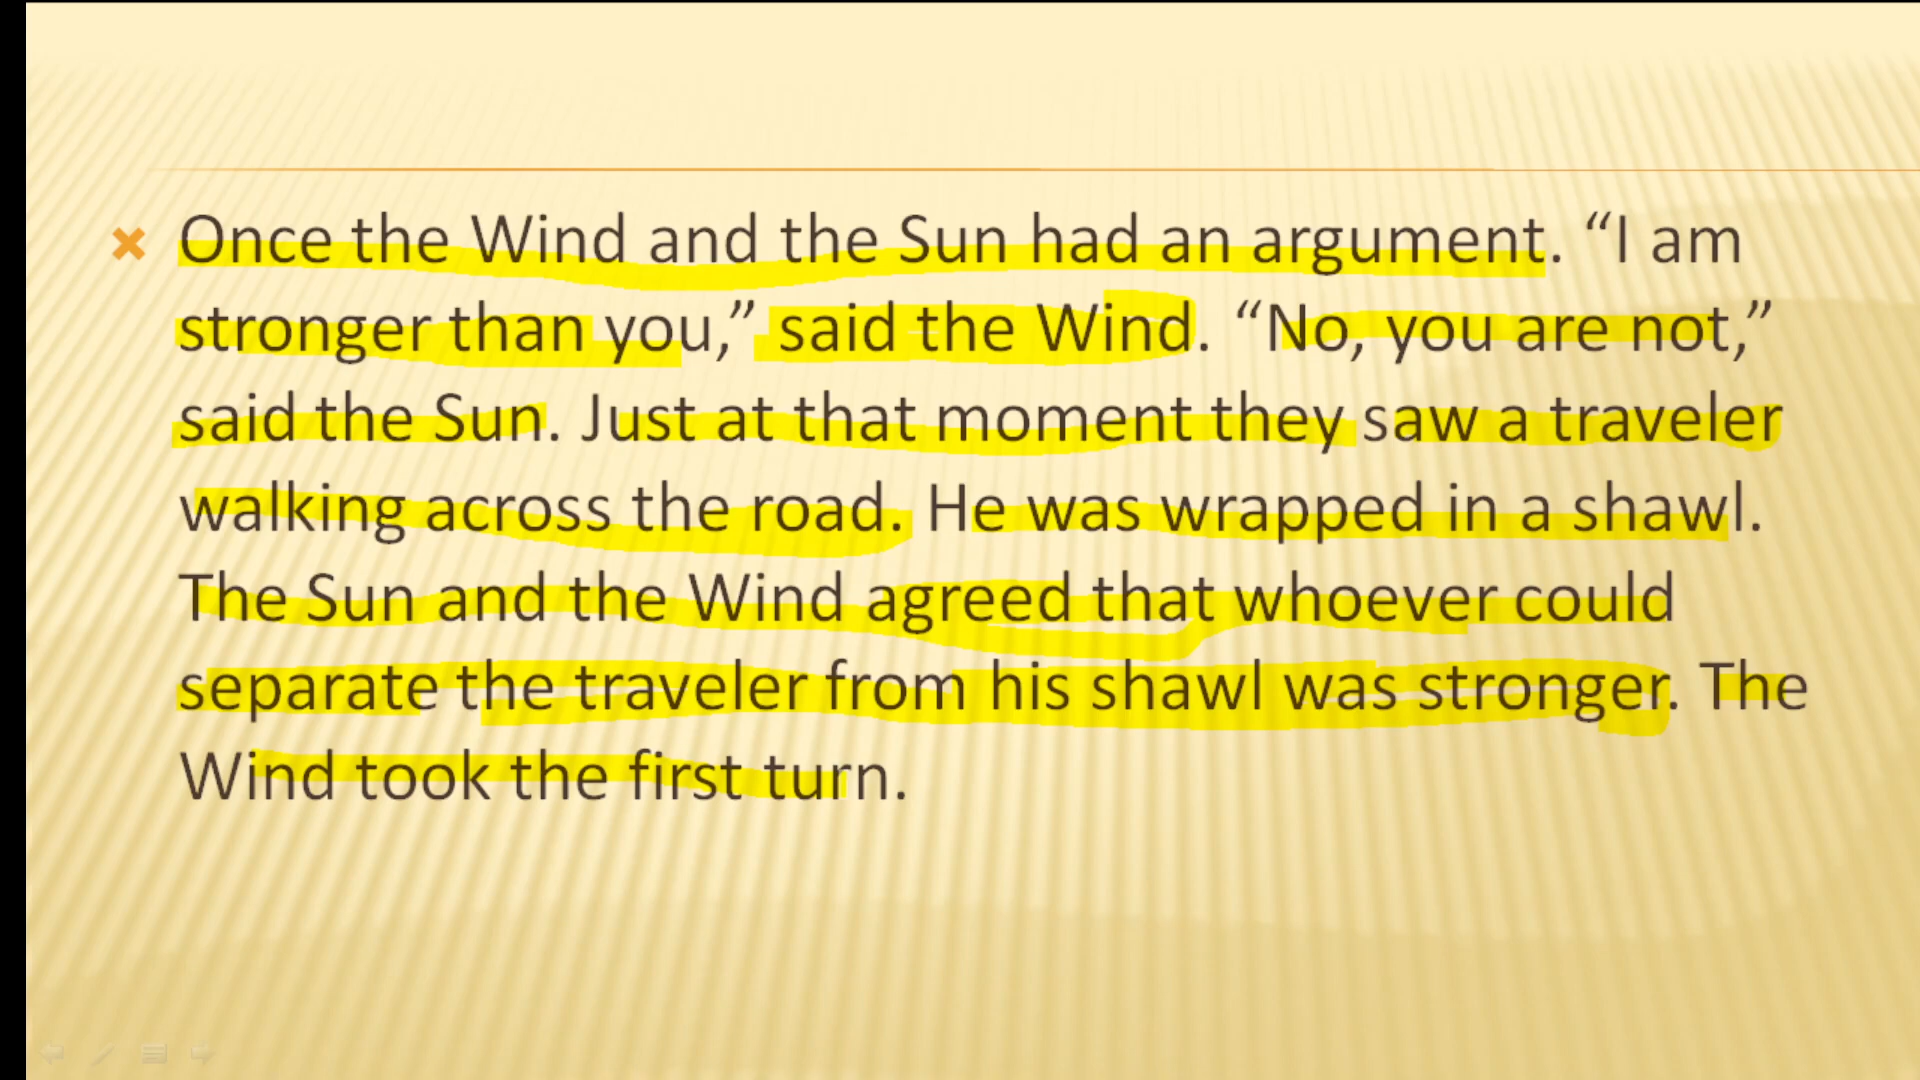 Once the Wind and the Sun had an argument. “I am
stronger than you,” said the Wind. “No, you are not,”
said the Sun. Just at that moment they saw a traveler
walking across the road. He was wrapped in a shawl.
The Sun and the Wind agreed that whoever could
separate the traveler from his shawl was stronger. The
Wind took the first turn.